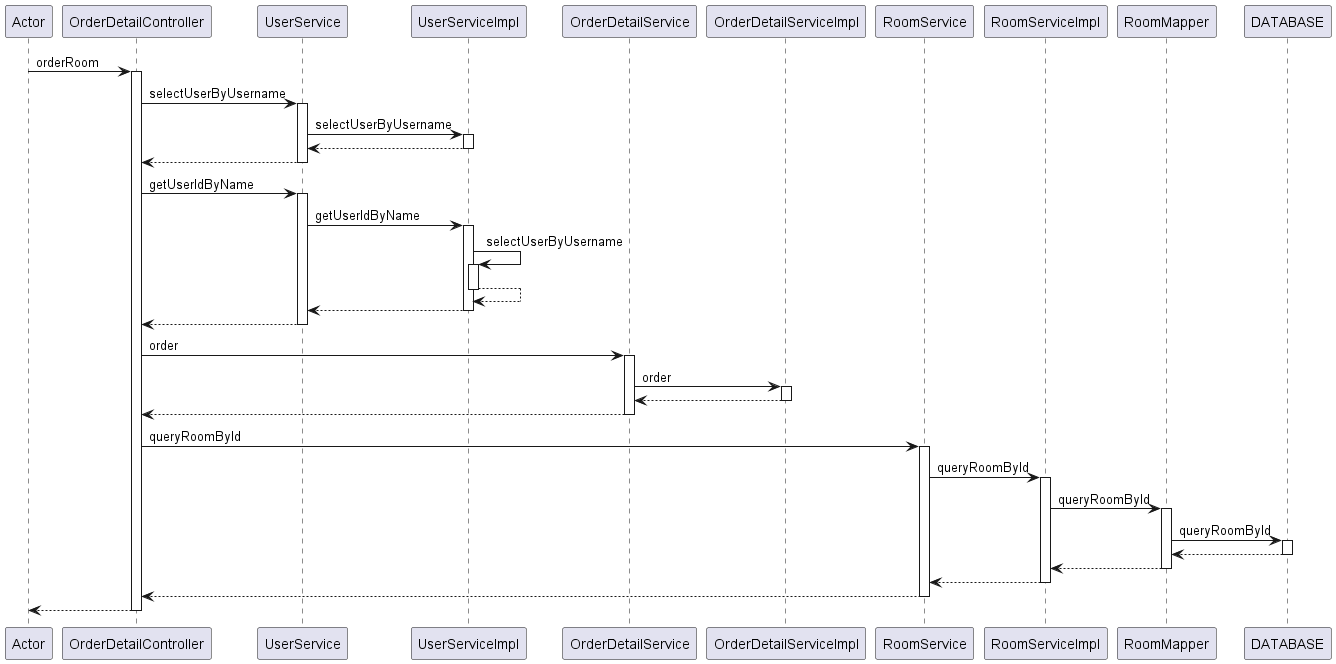 Actor OrderDetailController UserService UserServiceImpl OrderDetailService OrderDetailServiceImpl RoomService RoomServiceImpl RoomMapper DATABASE
orderRoom
selectUserByUsername
selectUserByUsername
getUserIdByName
getUserIdByName
selectUserByUsername
order
order
queryRoomById
queryRoomById
queryRoomById
queryRoomById
Actor OrderDetailController UserService UserServiceImpl OrderDetailService OrderDetailServiceImpl RoomService RoomServiceImpl RoomMapper DATABASE